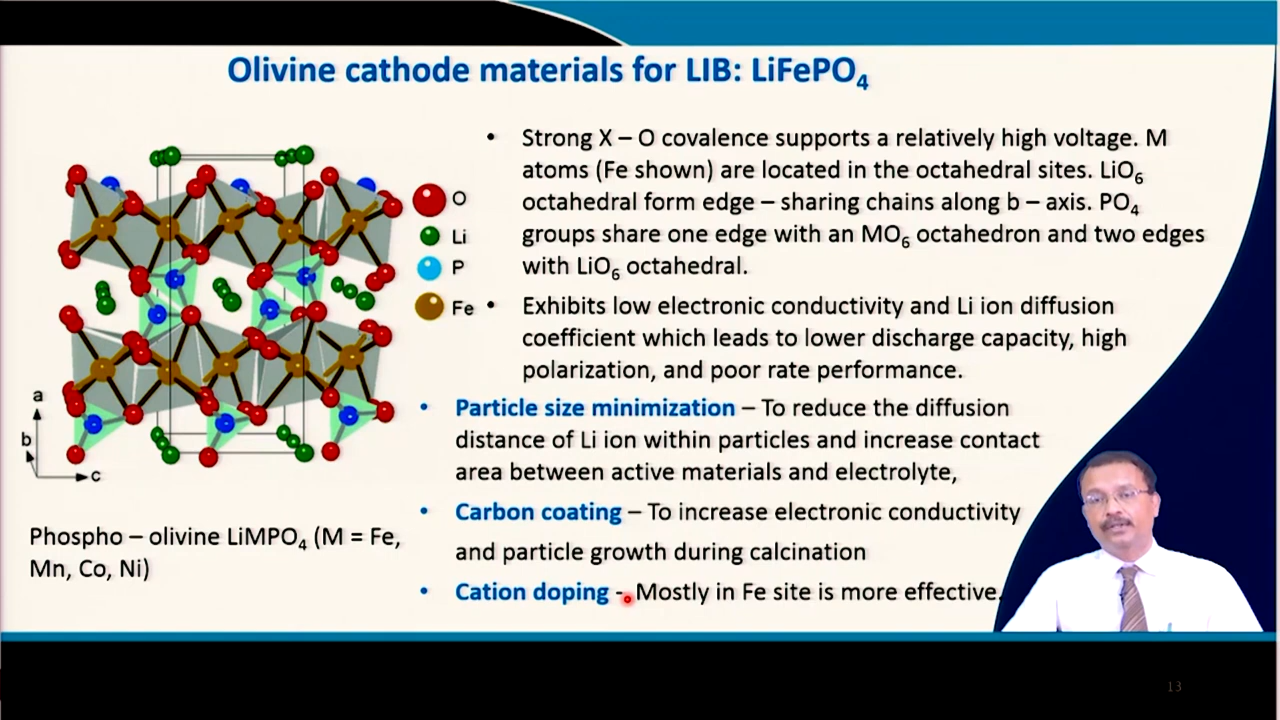 Olivine cathode materials for LIB: LiFePO₄
• Strong X – O covalence supports a relatively high voltage. M
atoms (Fe shown) are located in the octahedral sites. LiO₆
octahedral form edge – sharing chains along b – axis. PO₄
groups share one edge with an MO₆ octahedron and two edges
with LiO₆ octahedral.
• Exhibits low electronic conductivity and Li ion diffusion
coefficient which leads to lower discharge capacity, high
polarization, and poor rate performance.
• Particle size minimization – To reduce the diffusion
distance of Li ion within particles and increase contact
area between active materials and electrolyte,
• Carbon coating – To increase electronic conductivity
and particle growth during calcination
• Cation doping - Mostly in Fe site is more effective.
O
Li
P
Fe
a
b
c
Phospho – olivine LiMPO₄ (M = Fe,
Mn, Co, Ni)
13